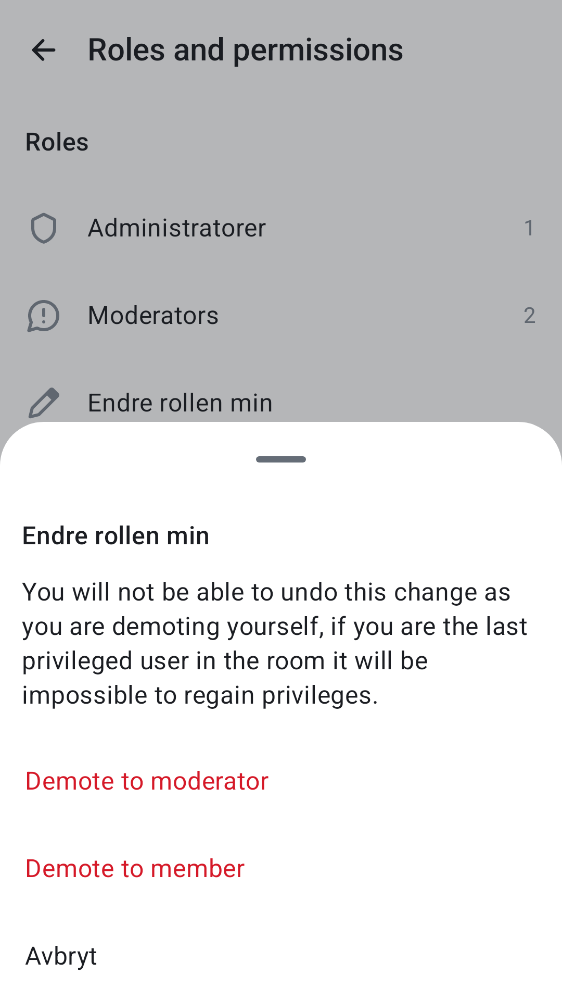 Roles and permissions
Roles
Administratorer 1
Moderators 2
Endre rollen min
Endre rollen min
You will not be able to undo this change as
you are demoting yourself, if you are the last
privileged user in the room it will be
impossible to regain privileges.
Demote to moderator
Demote to member
Avbryt